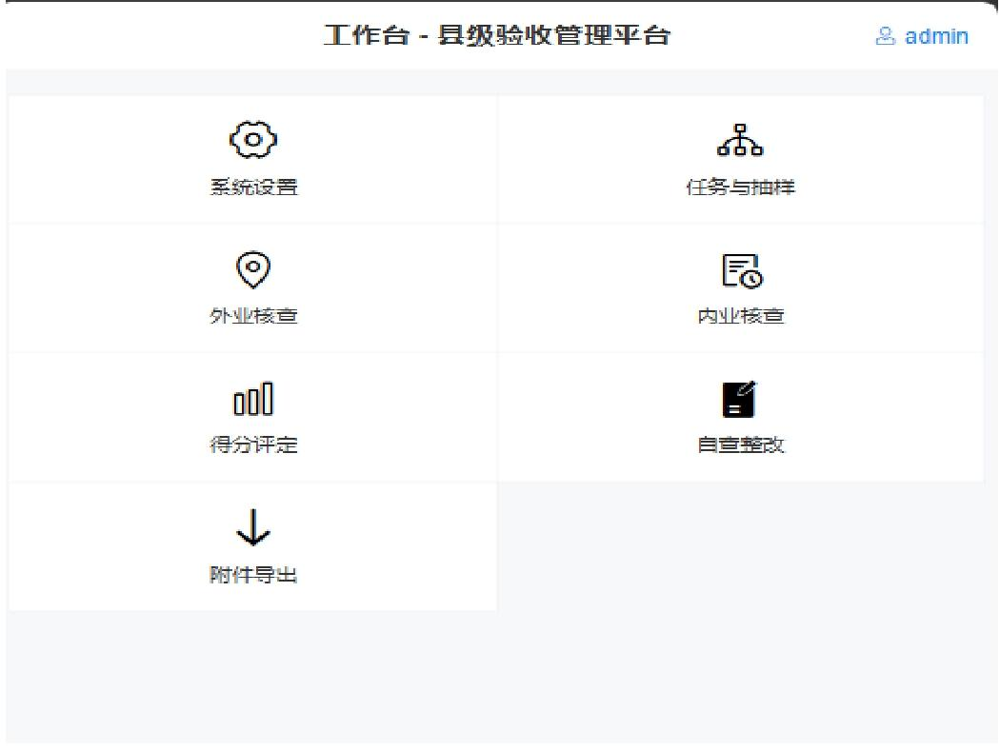 工作台 - 县级验收管理平台
admin
系统设置
任务与抽样
外业核查
内业核查
得分评定
自查整改
附件导出